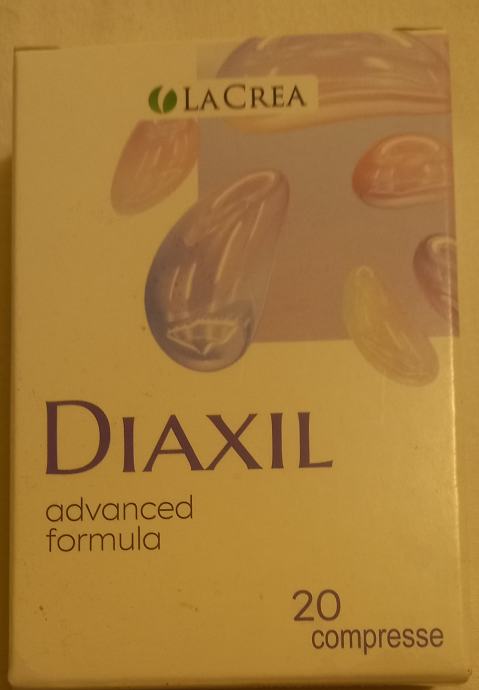 LACREA
DIAXIL
advanced
formula
20
compresse